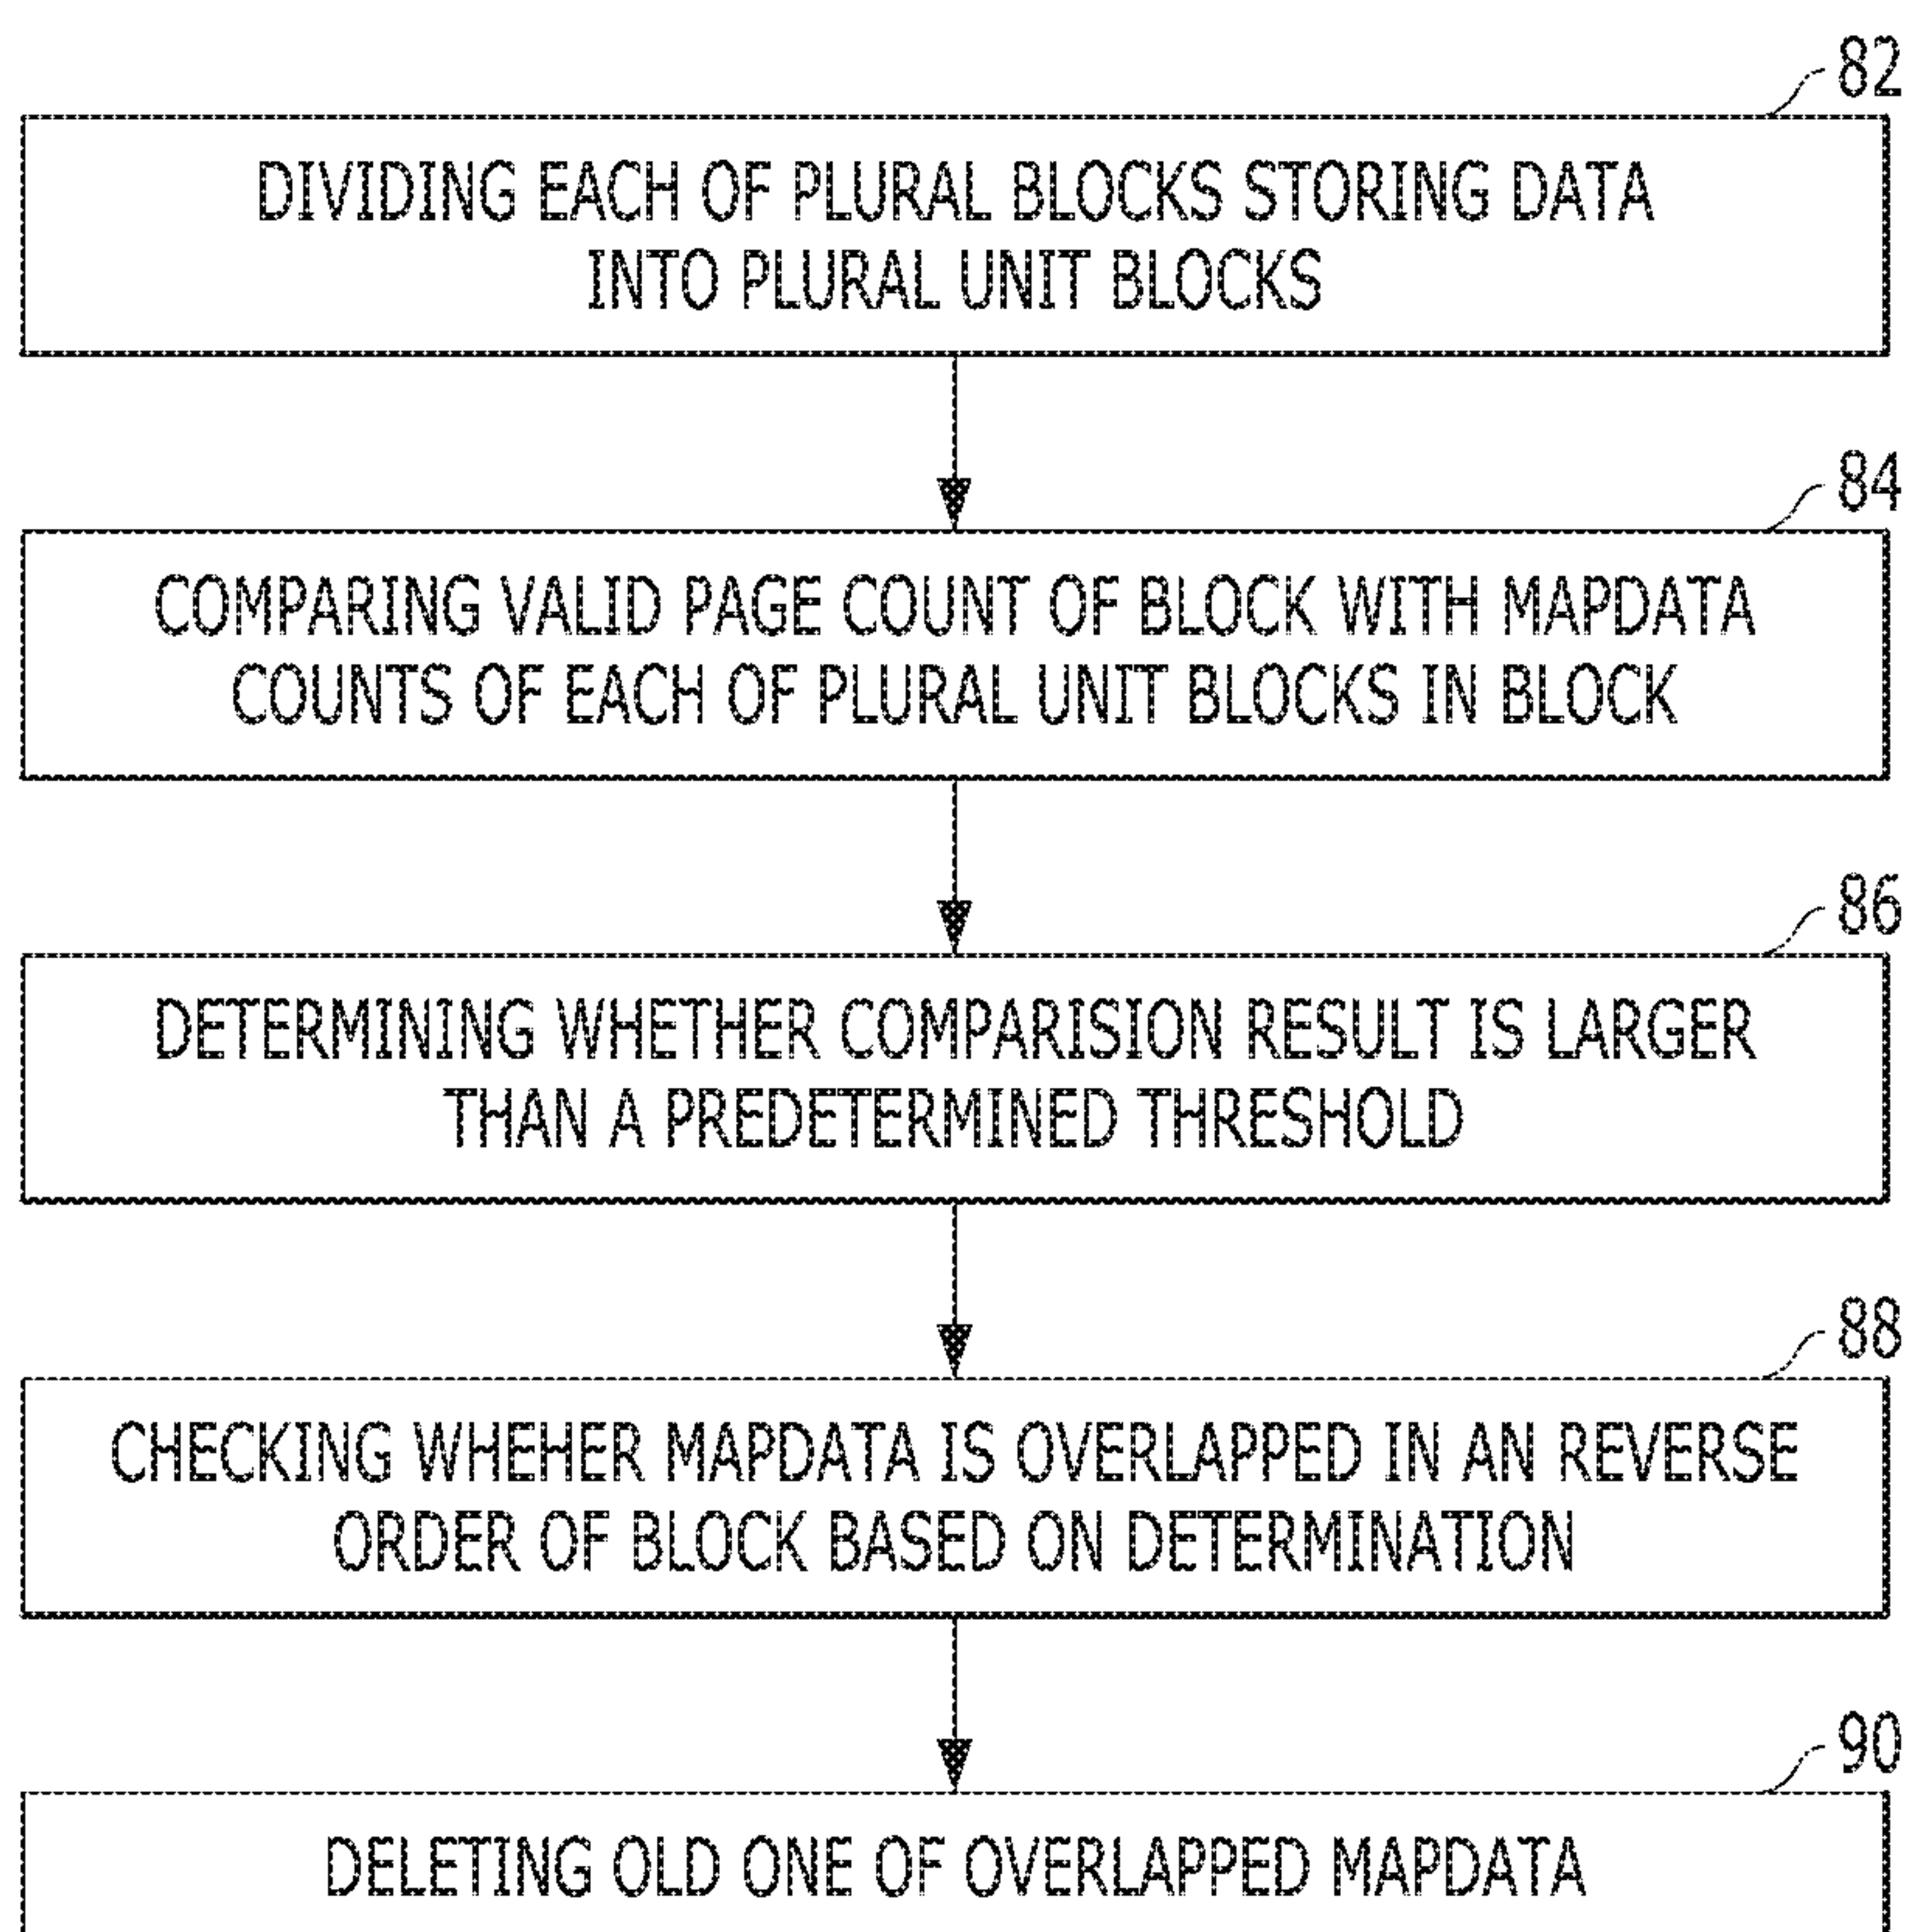 82
DIVIDING EACH OF PLURAL BLOCKS STORING DATA
INTO PLURAL UNIT BLOCKS
84
COMPARING VALID PAGE COUNT OF BLOCK WITH MAPDATA
COUNTS OF EACH OF PLURAL UNIT BLOCKS IN BLOCK
86
DETERMINING WHETHER COMPARISION RESULT IS LARGER
THAN A PREDETERMINED THRESHOLD
88
CHECKING WHEHER MAPDATA IS OVERLAPPED IN AN REVERSE
ORDER OF BLOCK BASED ON DETERMINATION
90
DELETING OLD ONE OF OVERLAPPED MAPDATA